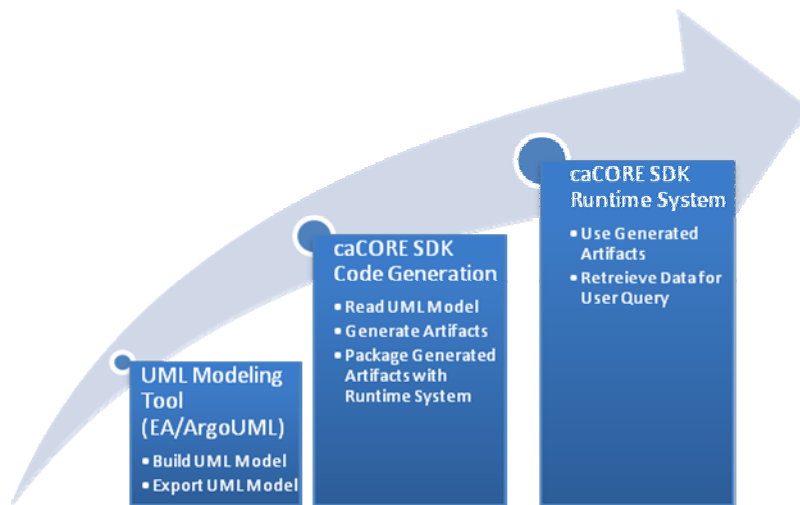 UML Modeling
Tool
(EA/ArgoUML)
• Build UML Model
• Export UML Model
caCORE SDK
Code Generation
• Read UML Model
• Generate Artifacts
• Package Generated
Artifacts with
Runtime System
caCORE SDK
Runtime System
• Use Generated
Artifacts
• Retreieve Data for
User Query